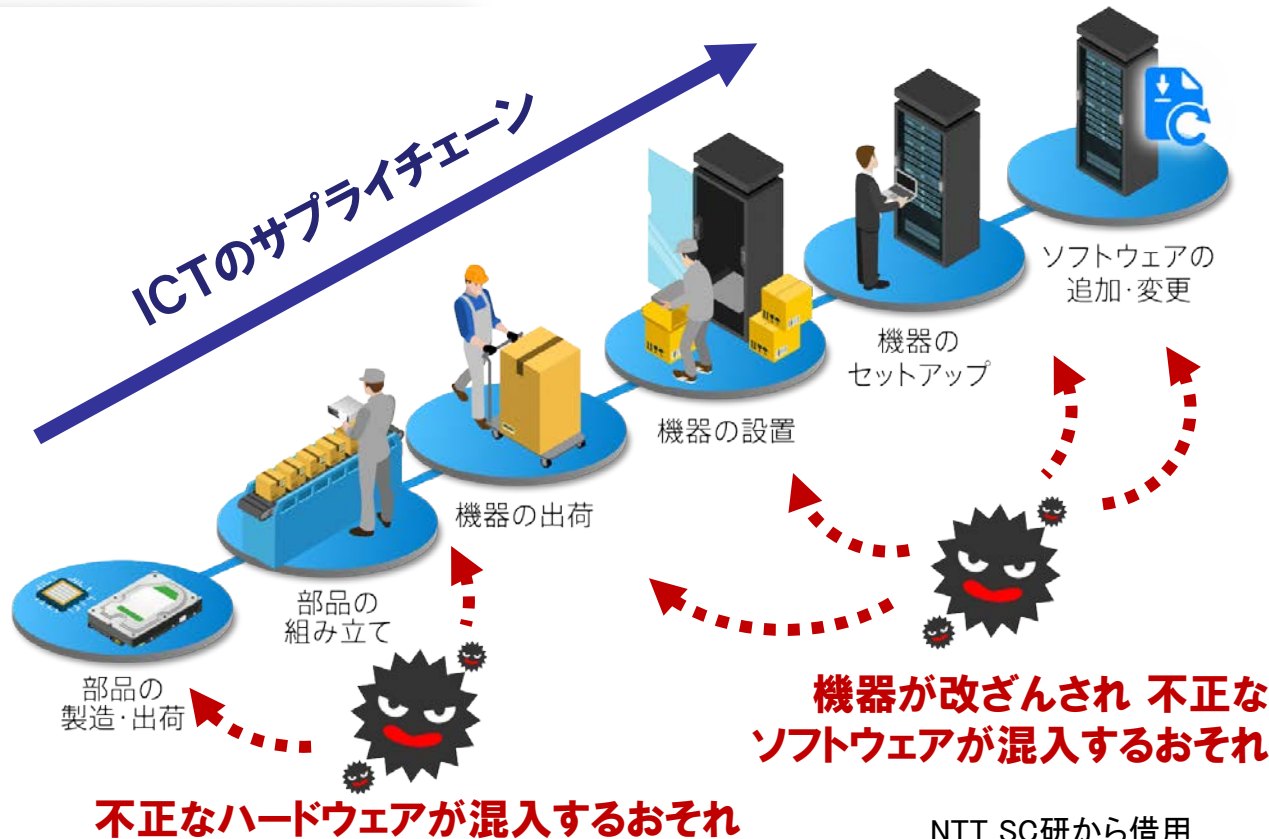 ICTのサプライチェーン
ソフトウェアの
追加・変更
機器の
セットアップ
機器の設置
機器の出荷
部品の
組み立て
部品の
製造・出荷
機器が改ざんされ 不正な
ソフトウェアが混入するおそれ
不正なハードウェアが混入するおそれ
NTT SC研から借用